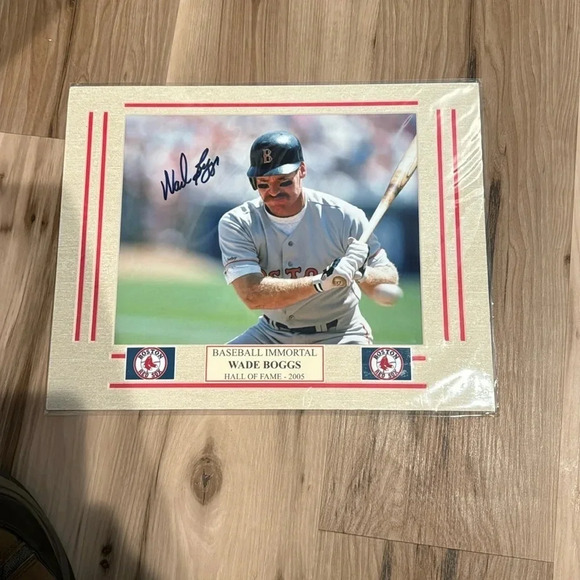 Wade Boggs
B
BOSTON
BASEBALL IMMORTAL
WADE BOGGS
HALL OF FAME - 2005
BOSTON
RED SOX
BOSTON
RED SOX